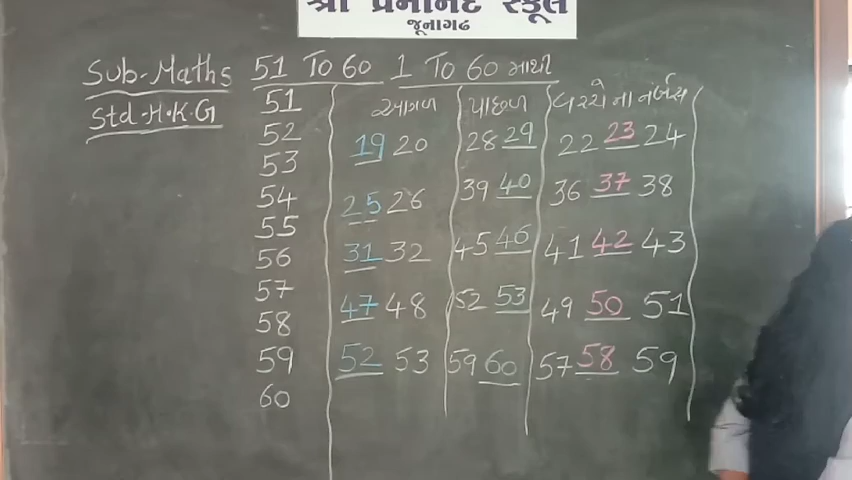 શ્રી પ્રેમાનંદ સ્કૂલ
જૂનાગઢ
Sub-Maths 51 To 60 1 To 60 માથી
Std.H.K.G
51 આગળ પાછળ વચ્ચે ના નર્બસ
52 19 20 28 29 22 23 24
53
54 25 26 39 40 36 37 38
55
56 31 32 45 46 41 42 43
57
58 47 48 52 53 49 50 51
59 52 53 59 60 57 58 59
60